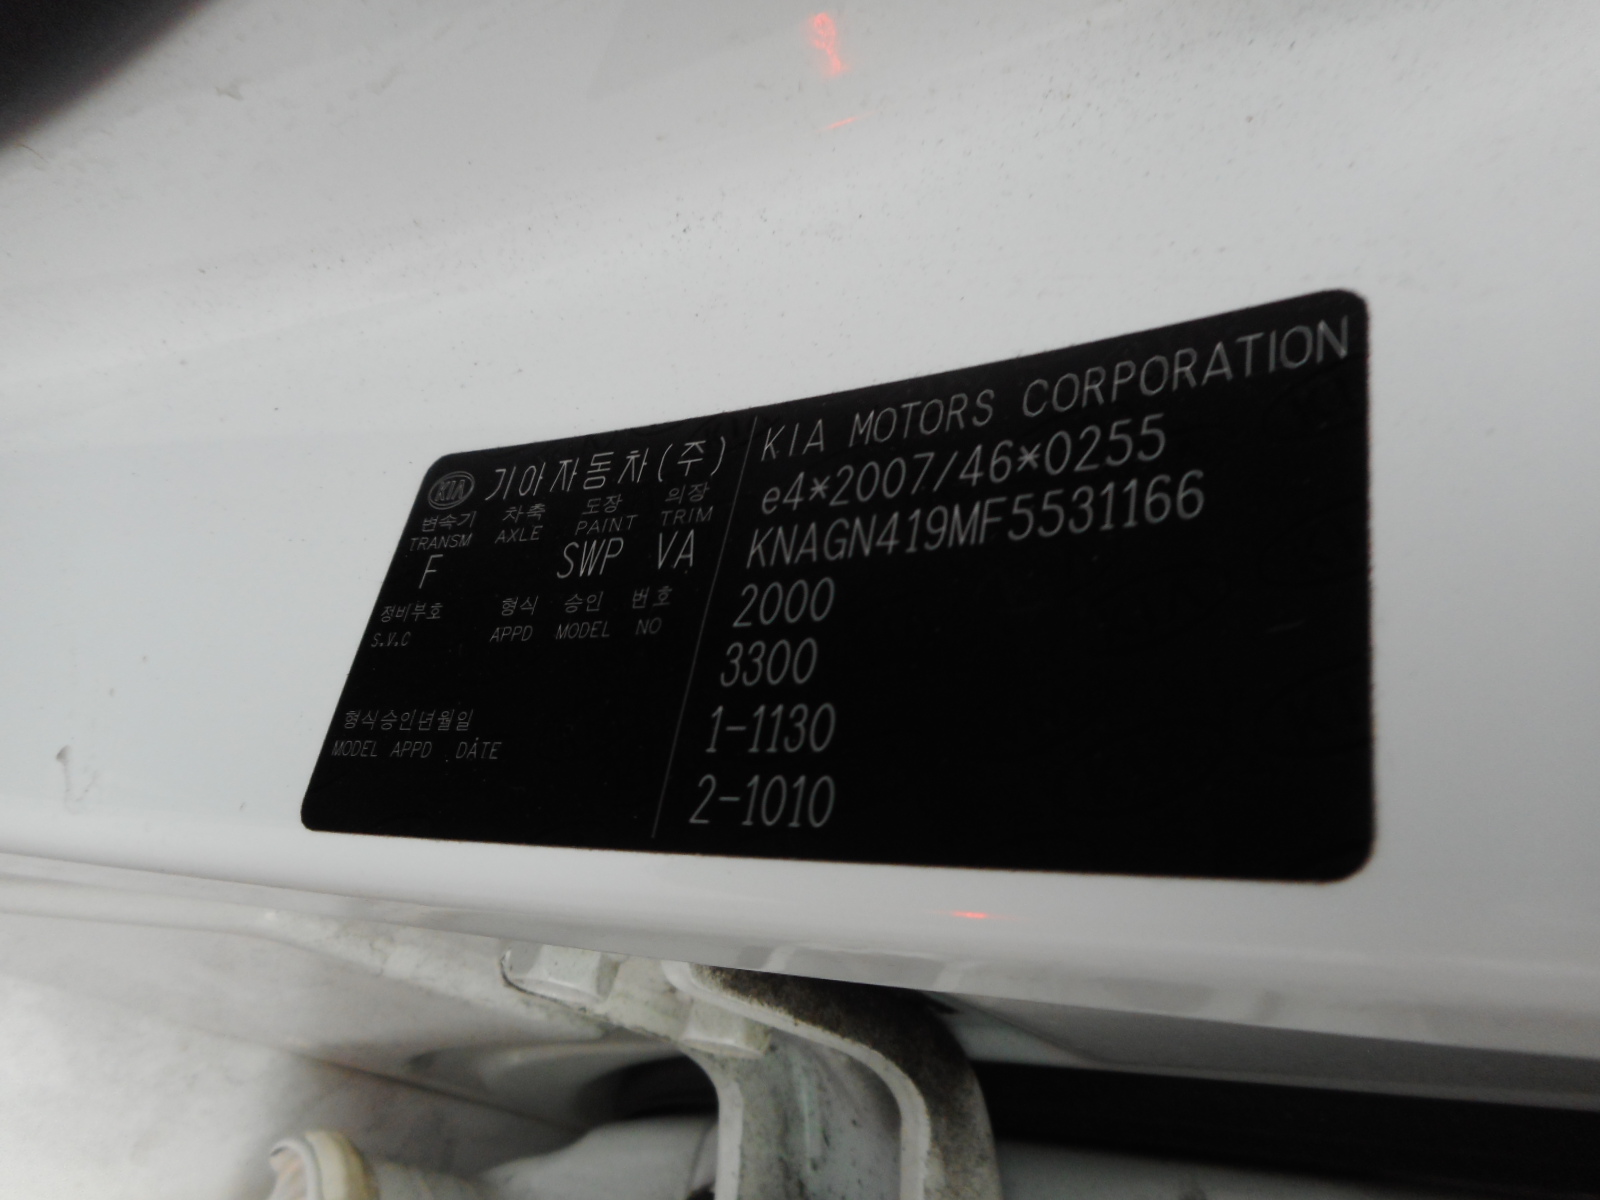 KIA 기아자동차(주)
변속기 차축 도장 의장
TRANSM AXLE PAINT TRIM
F SWP VA
정비부호 형식 승인 번호
S.V.C APPD MODEL NO
형식승인년월일
MODEL APPD . DATE
KIA MOTORS CORPORATION
e4*2007/46*0255
KNAGN419MF5531166
2000
3300
1-1130
2-1010